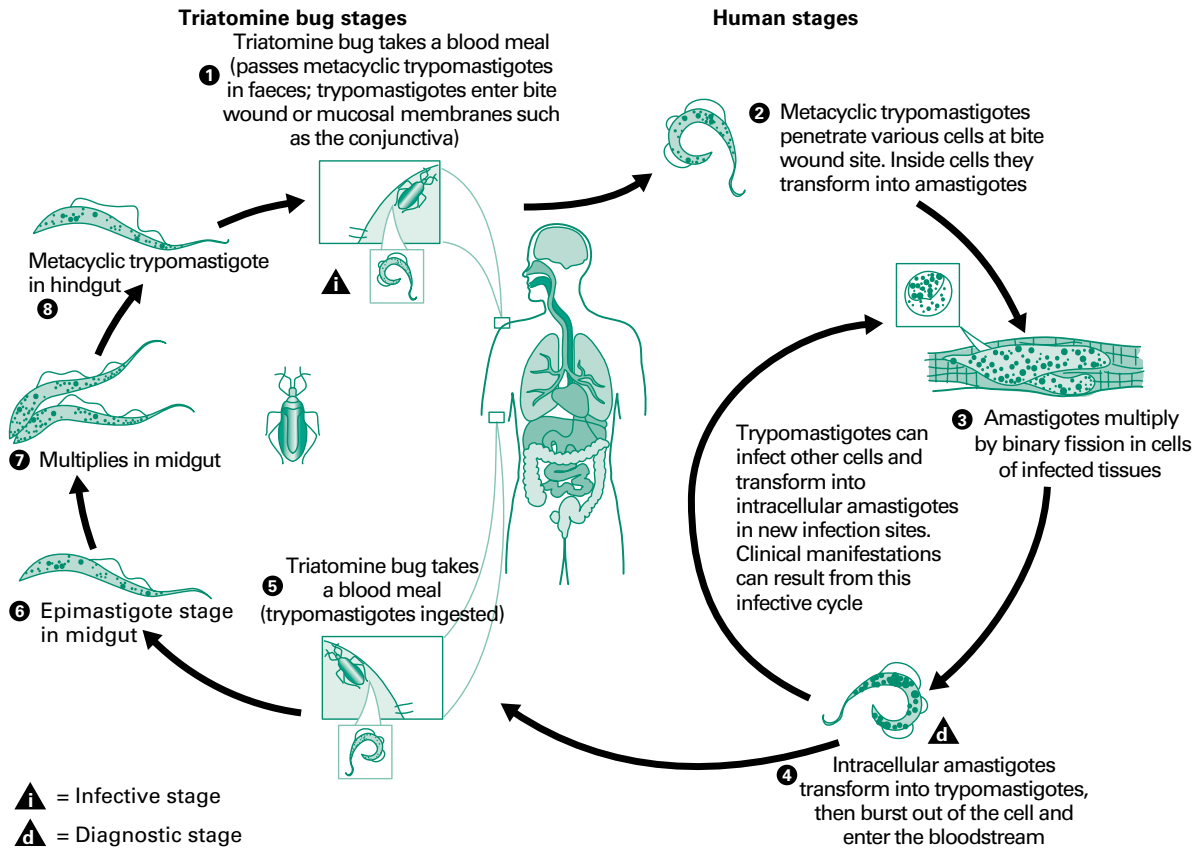 Triatomine bug stages
Human stages
1
Triatomine bug takes a blood meal
(passes metacyclic trypomastigotes
in faeces; trypomastigotes enter bite
wound or mucosal membranes such
as the conjunctiva)
i
2
Metacyclic trypomastigotes
penetrate various cells at bite
wound site. Inside cells they
transform into amastigotes
3
Amastigotes multiply
by binary fission in cells
of infected tissues
Trypomastigotes can
infect other cells and
transform into
intracellular amastigotes
in new infection sites.
Clinical manifestations
can result from this
infective cycle
d
4
Intracellular amastigotes
transform into trypomastigotes,
then burst out of the cell and
enter the bloodstream
5
Triatomine bug takes
a blood meal
(trypomastigotes ingested)
6
Epimastigote stage
in midgut
7
Multiplies in midgut
Metacyclic trypomastigote
in hindgut
8
i = Infective stage
d = Diagnostic stage